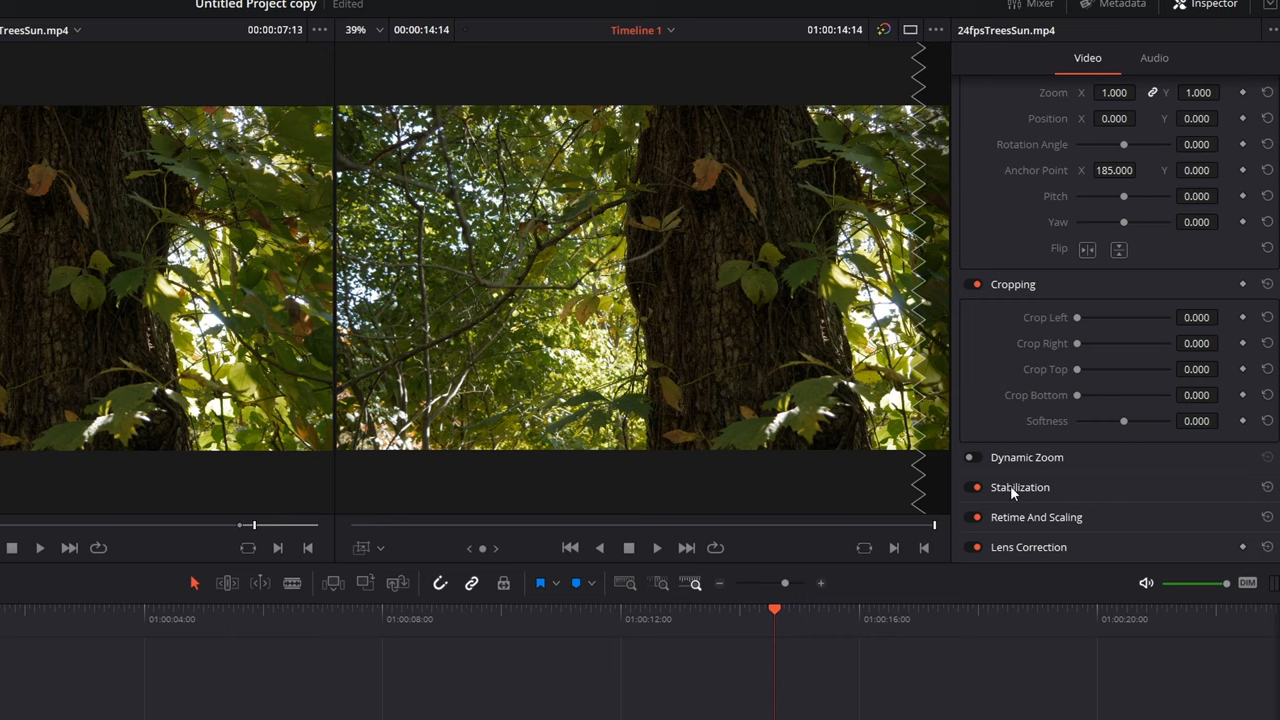 Untitled Project copy Edited Mixer Metadata Inspector
TreesSun.mp4 00:00:07:13 39% 00:00:14:14 Timeline 1 01:00:14:14 24fpsTreesSun.mp4
Video Audio
Zoom X 1.000 Y 1.000
Position X 0.000 Y 0.000
Rotation Angle 0.000
Anchor Point X 185.000 Y 0.000
Pitch 0.000
Yaw 0.000
Flip
Cropping
Crop Left 0.000
Crop Right 0.000
Crop Top 0.000
Crop Bottom 0.000
Softness 0.000
Dynamic Zoom
Stabilization
Retime And Scaling
Lens Correction
DIM
01:00:04:00 01:00:08:00 01:00:12:00 01:00:16:00 01:00:20:00